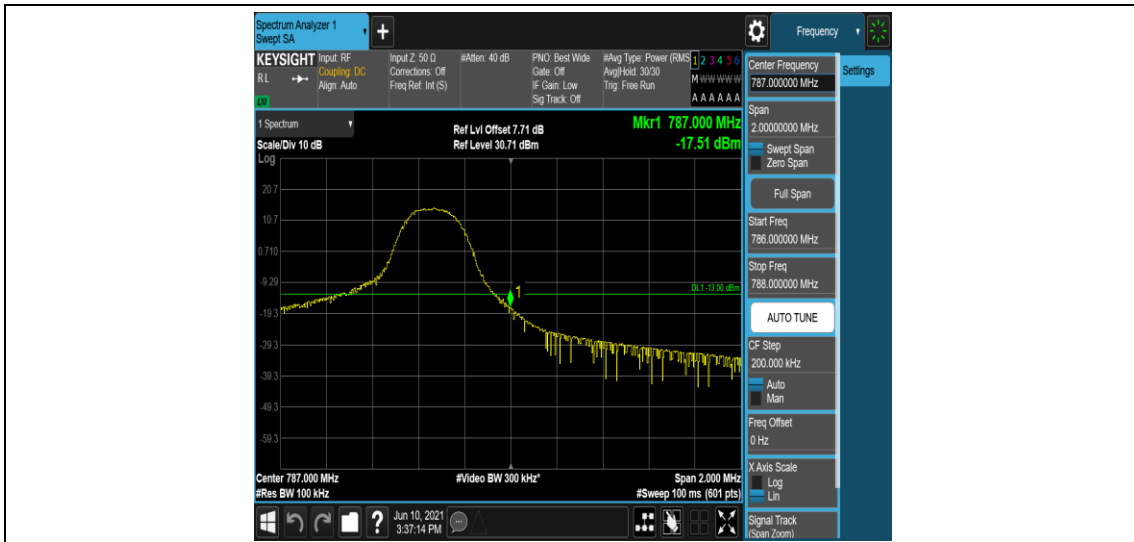 Spectrum Analyzer 1
Swept SA
Frequency
KEYSIGHT
Input: RF
Input Z: 50 Ω
#Atten: 40 dB
PNO: Best Wide
#Avg Type: Power (RMS
1 2 3 4 5 6
RL
Coupling: DC
Corrections: Off
Gate: Off
Avg|Hold: 30/30
M W W W W W
Align: Auto
Freq Ref: Int (S)
IF Gain: Low
Trig: Free Run
Sig Track: Off
A A A A A A
1 Spectrum
Ref Lvl Offset 7.71 dB
Mkr1 787.000 MHz
Scale/Div 10 dB
Ref Level 30.71 dBm
-17.51 dBm
Log
20.7
10.7
0.710
-9.29
DL1 -13.00 dBm
1
-19.3
-29.3
-39.3
-49.3
-59.3
Center 787.000 MHz
#Video BW 300 kHz*
Span 2.000 MHz
#Res BW 100 kHz
#Sweep 100 ms (601 pts)
Jun 10, 2021
3:37:14 PM
Center Frequency
787.000000 MHz
Settings
Span
2.00000000 MHz
Swept Span
Zero Span
Full Span
Start Freq
786.000000 MHz
Stop Freq
788.000000 MHz
AUTO TUNE
CF Step
200.000 kHz
Auto
Man
Freq Offset
0 Hz
X Axis Scale
Log
Lin
Signal Track
(Span Zoom)